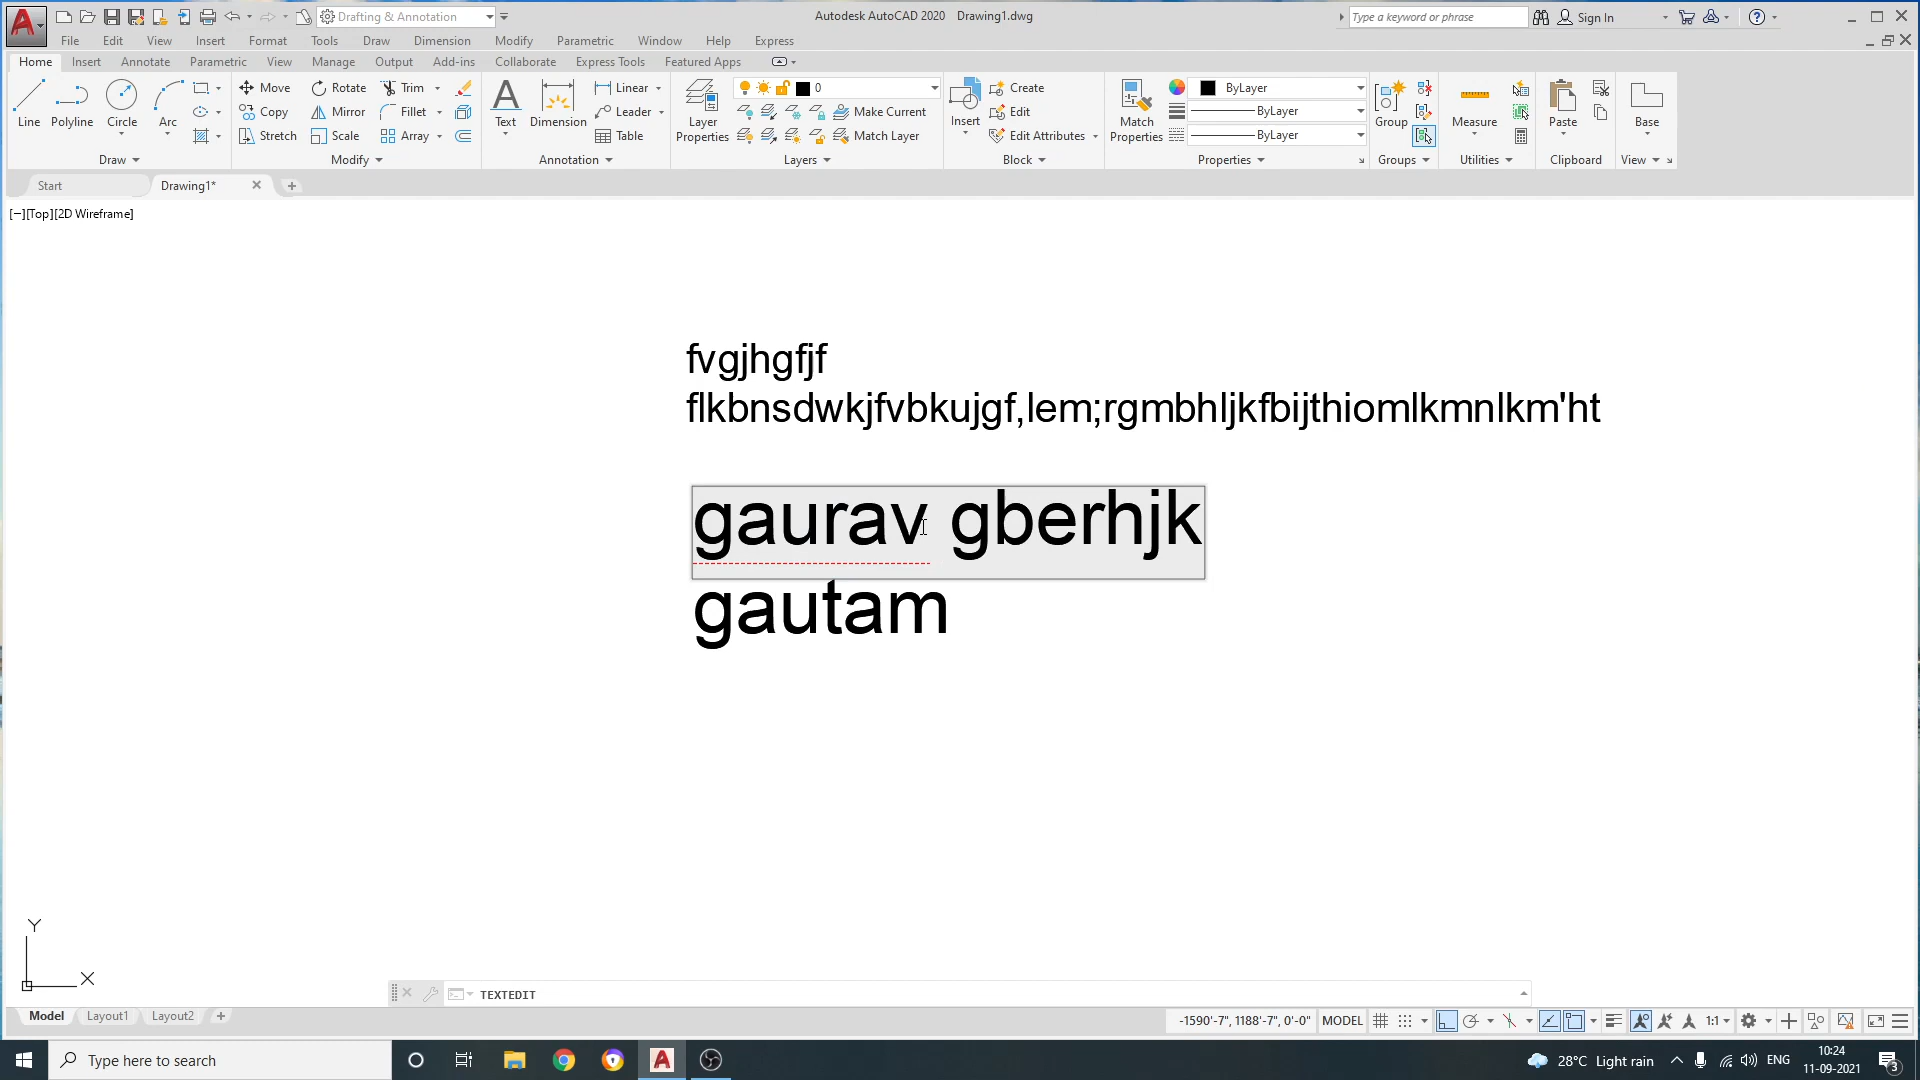 Drafting & Annotation
Autodesk AutoCAD 2020 Drawing1.dwg
Type a keyword or phrase
Sign In
File Edit View Insert Format Tools Draw Dimension Modify Parametric Window Help Express
Home Insert Annotate Parametric View Manage Output Add-ins Collaborate Express Tools Featured Apps
Line Polyline Circle Arc
Move Rotate Trim
Copy Mirror Fillet
Stretch Scale Array
Text Dimension
Linear
Leader
Table
Layer Properties
0
Make Current
Match Layer
Insert
Create
Edit
Edit Attributes
Match Properties
ByLayer
ByLayer
ByLayer
Group
Measure
Paste
Base
Draw Modify Annotation Layers Block Properties Groups Utilities Clipboard View
Start Drawing1*
[−][Top][2D Wireframe]
fvgjhgfjf
flkbnsdwkjfvbkujgf,lem;rgmbhljkfbijthiomlkmnlkm'ht
gaurav gberhjk
gautam
Y
X
TEXTEDIT
Model Layout1 Layout2
-1590'-7", 1188'-7", 0'-0" MODEL 1:1
Type here to search
28°C Light rain
ENG
10:24
11-09-2021
3